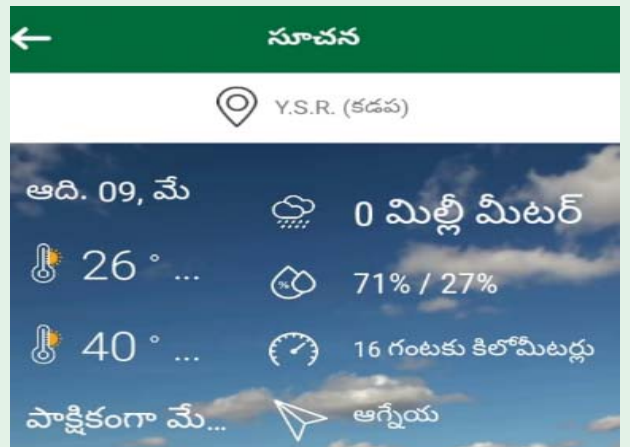 సూచన
Y.S.R. (కడప)
ఆది. 09, మే
0 మిల్లీ మీటర్
26 ° ...
71% / 27%
40 ° ...
16 గంటకు కిలోమీటర్లు
పాక్షికంగా మే...
ఆగ్నేయ